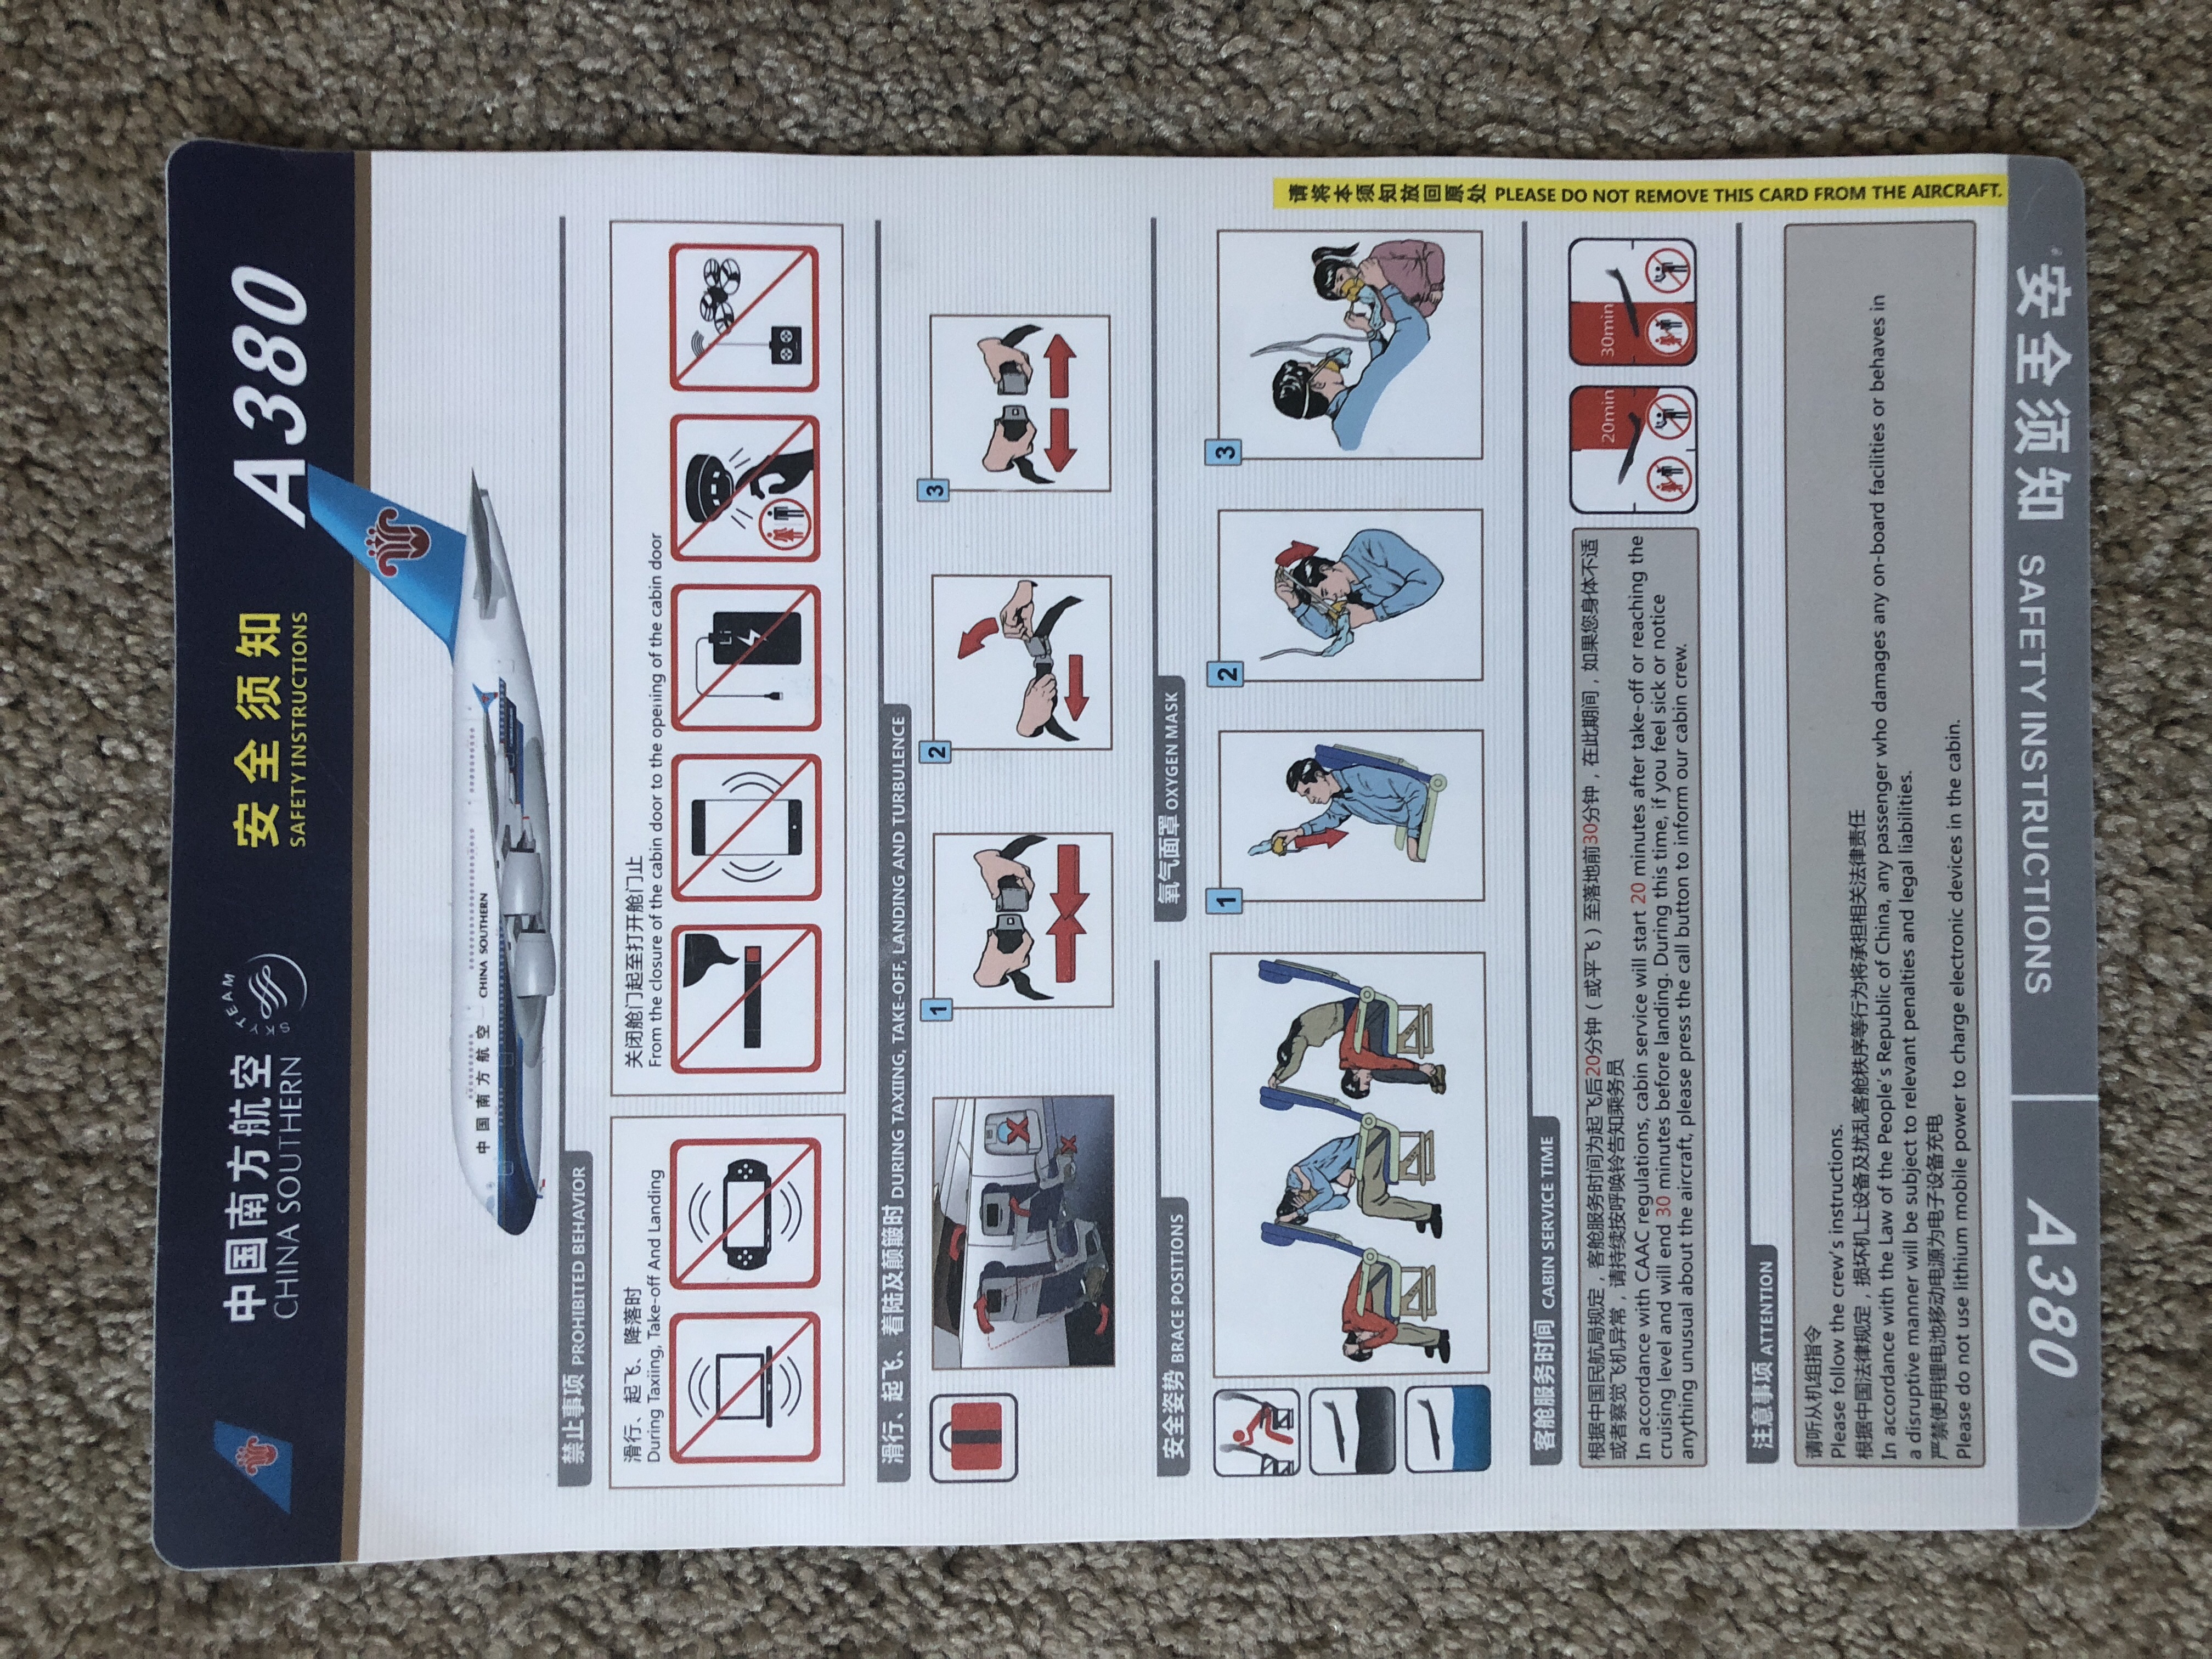 中国南方航空
CHINA SOUTHERN
SKYTEAM
安全须知
SAFETY INSTRUCTIONS
A380
中国南方航空 CHINA SOUTHERN
禁止事项 PROHIBITED BEHAVIOR
滑行、起飞、降落时
During Taxiing, Take-off And Landing
关闭舱门起至打开舱门止
From the closure of the cabin door to the opening of the cabin door
Li
滑行、起飞、着陆及颠簸时 DURING TAXIING, TAKE-OFF, LANDING AND TURBULENCE
1
2
3
安全姿势 BRACE POSITIONS
氧气面罩 OXYGEN MASK
1
2
3
客舱服务时间 CABIN SERVICE TIME
根据中国民航局规定，客舱服务时间为起飞后20分钟（或平飞）至落地前30分钟，在此期间，如果您身体不适
或者察觉飞机异常，请持续按呼唤铃告知乘务员
In accordance with CAAC regulations, cabin service will start 20 minutes after take-off or reaching the
cruising level and will end 30 minutes before landing. During this time, if you feel sick or notice
anything unusual about the aircraft, please press the call button to inform our cabin crew.
20min
30min
注意事项 ATTENTION
请听从机组指令
Please follow the crew's instructions.
根据中国法律规定，损坏机上设备及扰乱客舱秩序等行为将承担相关法律责任
In accordance with the Law of the People's Republic of China, any passenger who damages any on-board facilities or behaves in
a disruptive manner will be subject to relevant penalties and legal liabilities.
严禁使用锂电池移动电源为电子设备充电
Please do not use lithium mobile power to charge electronic devices in the cabin.
请将本须知放回原处 PLEASE DO NOT REMOVE THIS CARD FROM THE AIRCRAFT.
安全须知 SAFETY INSTRUCTIONS
A380